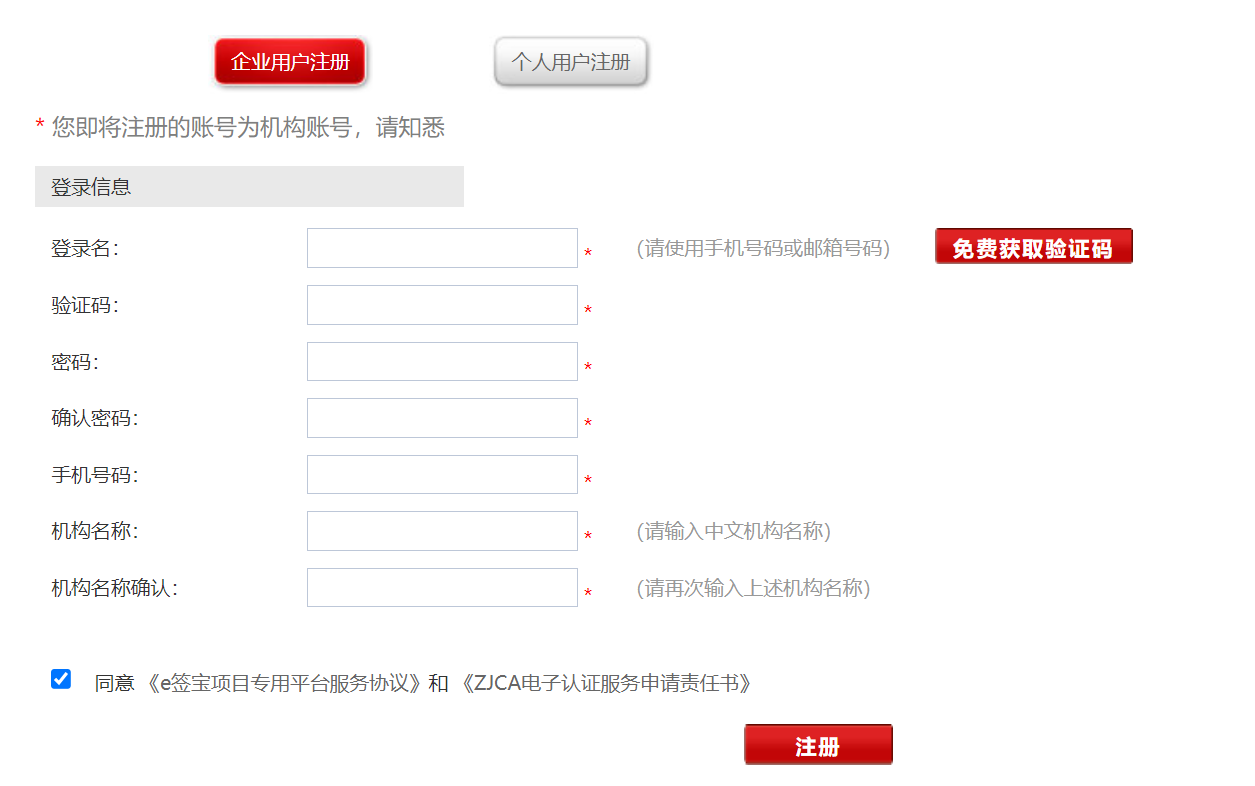 企业用户注册 个人用户注册
* 您即将注册的账号为机构账号，请知悉
登录信息
登录名： * (请使用手机号码或邮箱号码) 免费获取验证码
验证码： *
密码： *
确认密码： *
手机号码： *
机构名称： * (请输入中文机构名称)
机构名称确认： * (请再次输入上述机构名称)
同意 《e签宝项目专用平台服务协议》和 《ZJCA电子认证服务申请责任书》
注册